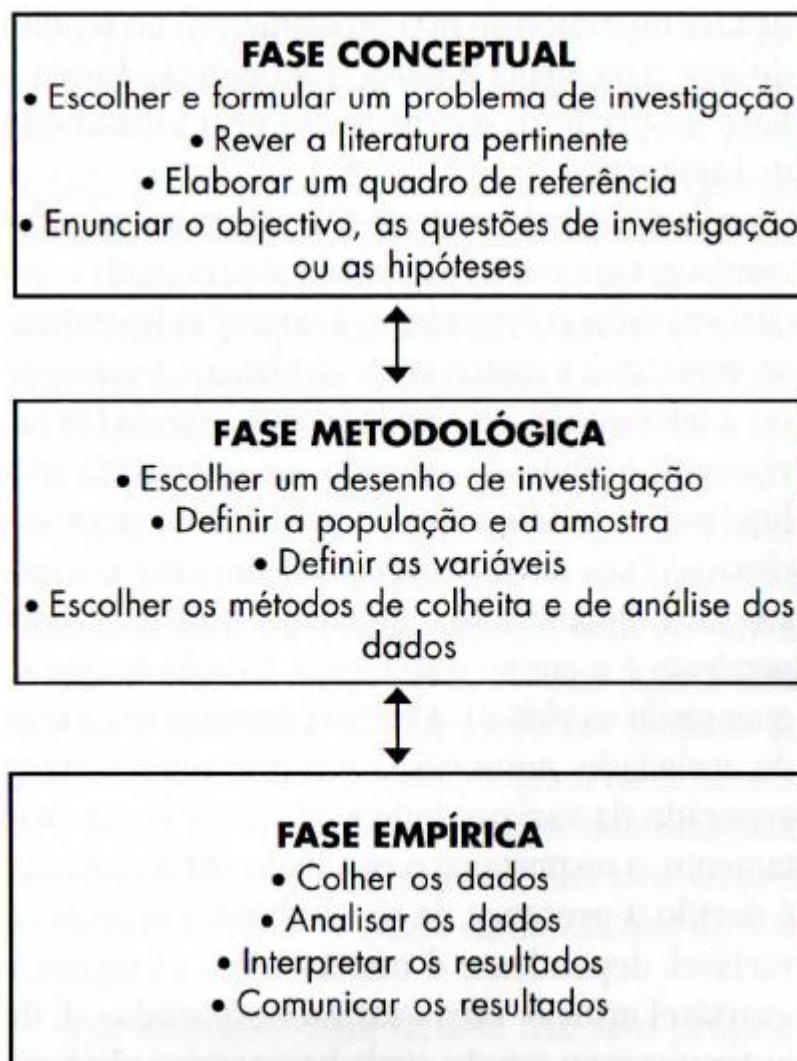 FASE CONCEPTUAL
• Escolher e formular um problema de investigação
• Rever a literatura pertinente
• Elaborar um quadro de referência
• Enunciar o objectivo, as questões de investigação
ou as hipóteses
FASE METODOLÓGICA
• Escolher um desenho de investigação
• Definir a população e a amostra
• Definir as variáveis
• Escolher os métodos de colheita e de análise dos
dados
FASE EMPÍRICA
• Colher os dados
• Analisar os dados
• Interpretar os resultados
• Comunicar os resultados